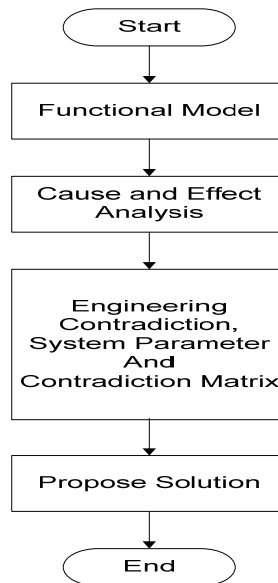 Start
Functional Model
Cause and Effect
Analysis
Engineering
Contradiction,
System Parameter
And
Contradiction Matrix
Propose Solution
End